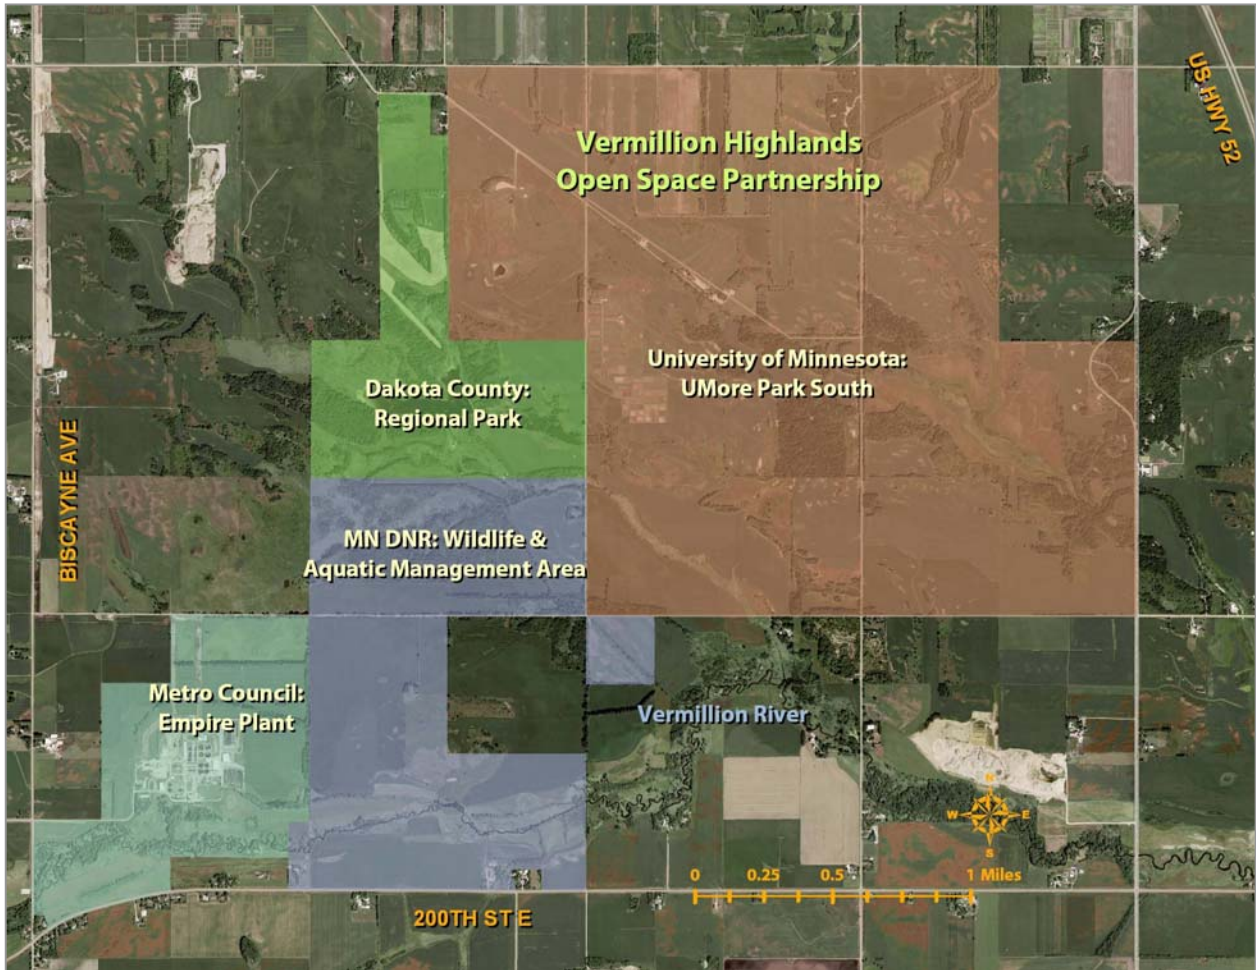 US HWY 52
Vermillion Highlands
Open Space Partnership
University of Minnesota:
UMore Park South
Dakota County:
Regional Park
BISCAYNE AVE
MN DNR: Wildlife &
Aquatic Management Area
Metro Council:
Empire Plant
Vermillion River
N
W E
S
0 0.25 0.5 1 Miles
200TH ST E